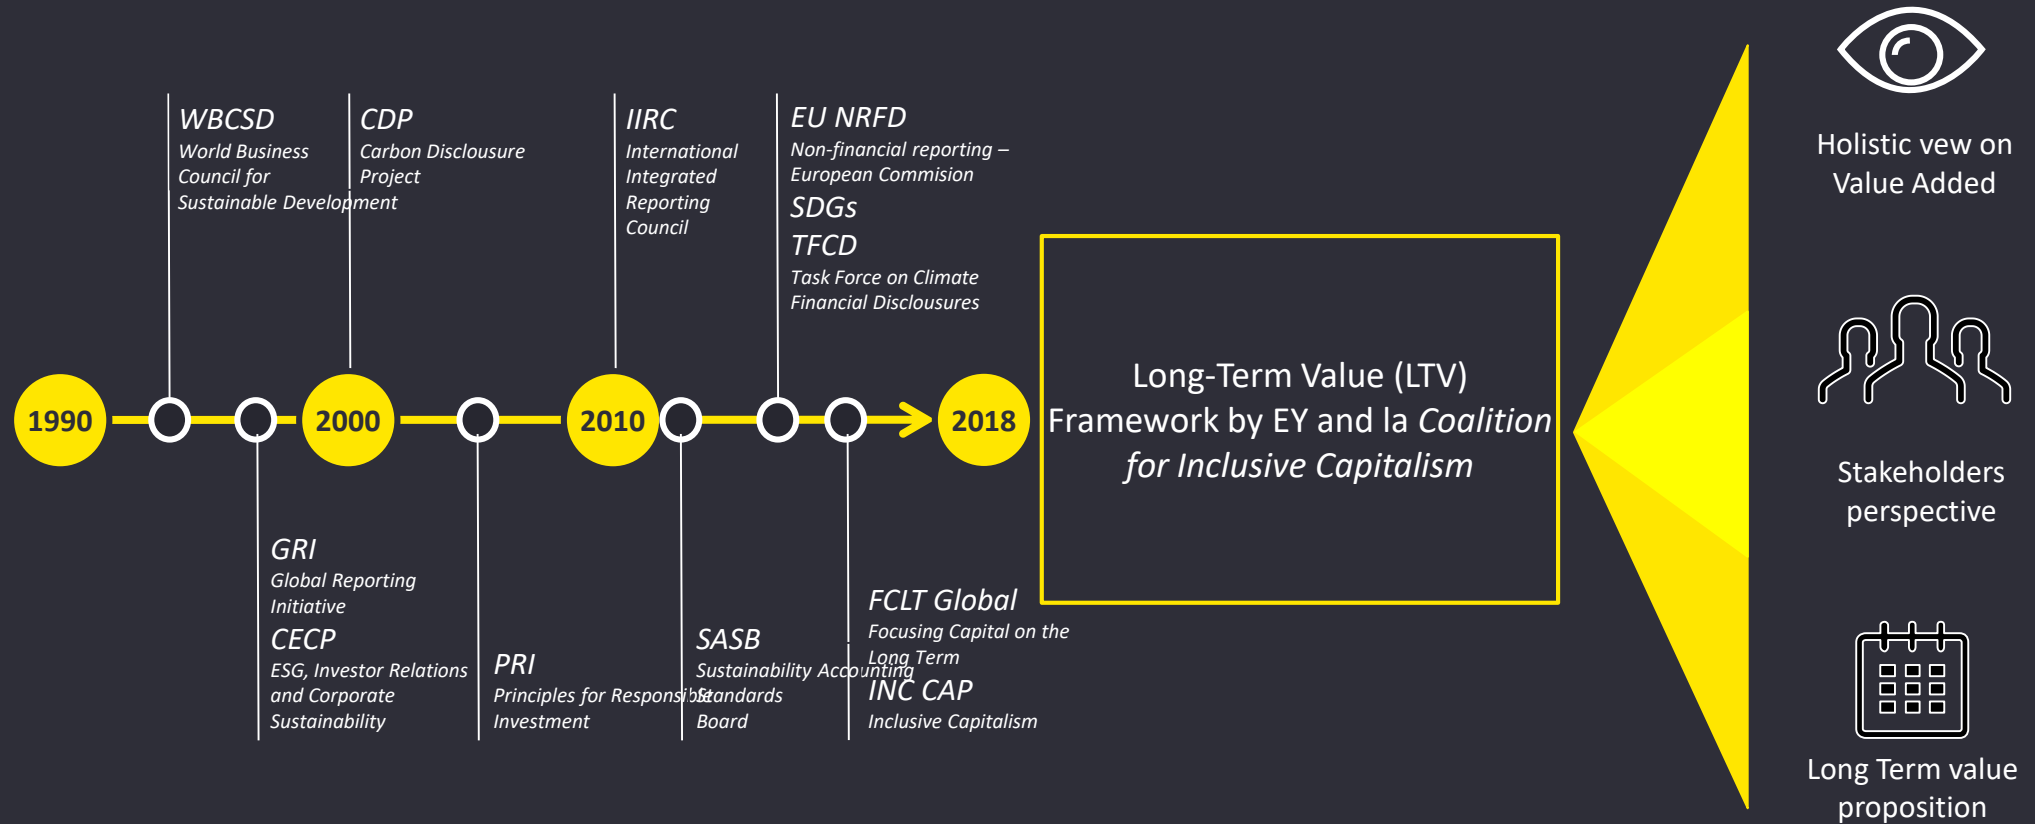 WBCSD
World Business
Council for
Sustainable Development
CDP
Carbon Disclousure
Project
IIRC
International
Integrated
Reporting
Council
EU NRFD
Non-financial reporting –
European Commision
SDGs
TFCD
Task Force on Climate
Financial Disclousures
1990
2000
2010
2018
GRI
Global Reporting
Initiative
CECP
ESG, Investor Relations
and Corporate
Sustainability
PRI
Principles for Responsible
Investment
SASB
Sustainability Accounting
Standards
Board
FCLT Global
Focusing Capital on the
Long Term
INC CAP
Inclusive Capitalism
Long-Term Value (LTV)
Framework by EY and la Coalition
for Inclusive Capitalism
Holistic vew on
Value Added
Stakeholders
perspective
Long Term value
proposition